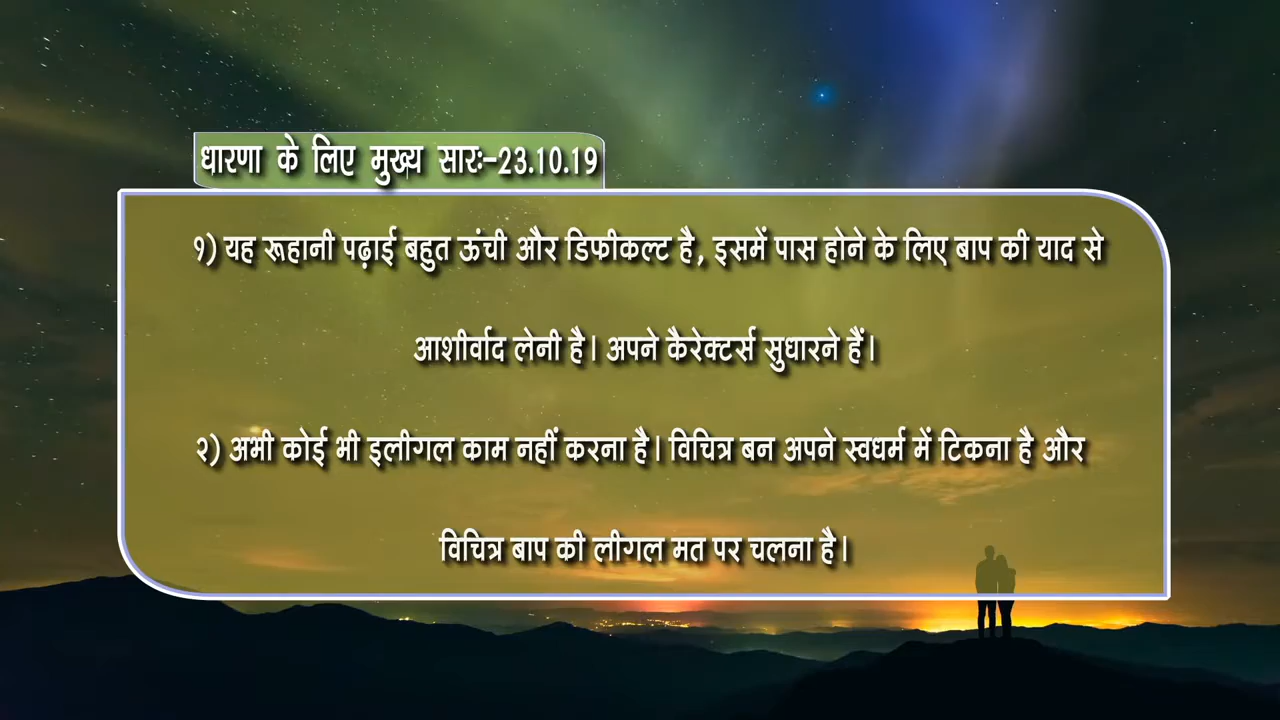 धारणा के लिए मुख्य सारः-23.10.19
१) यह रूहानी पढ़ाई बहुत ऊंची और डिफीकल्ट है, इसमें पास होने के लिए बाप की याद से
आशीर्वाद लेनी है। अपने कैरेक्टर्स सुधारने हैं।
२) अभी कोई भी इलीगल काम नहीं करना है। विचित्र बन अपने स्वधर्म में टिकना है और
विचित्र बाप की लीगल मत पर चलना है।